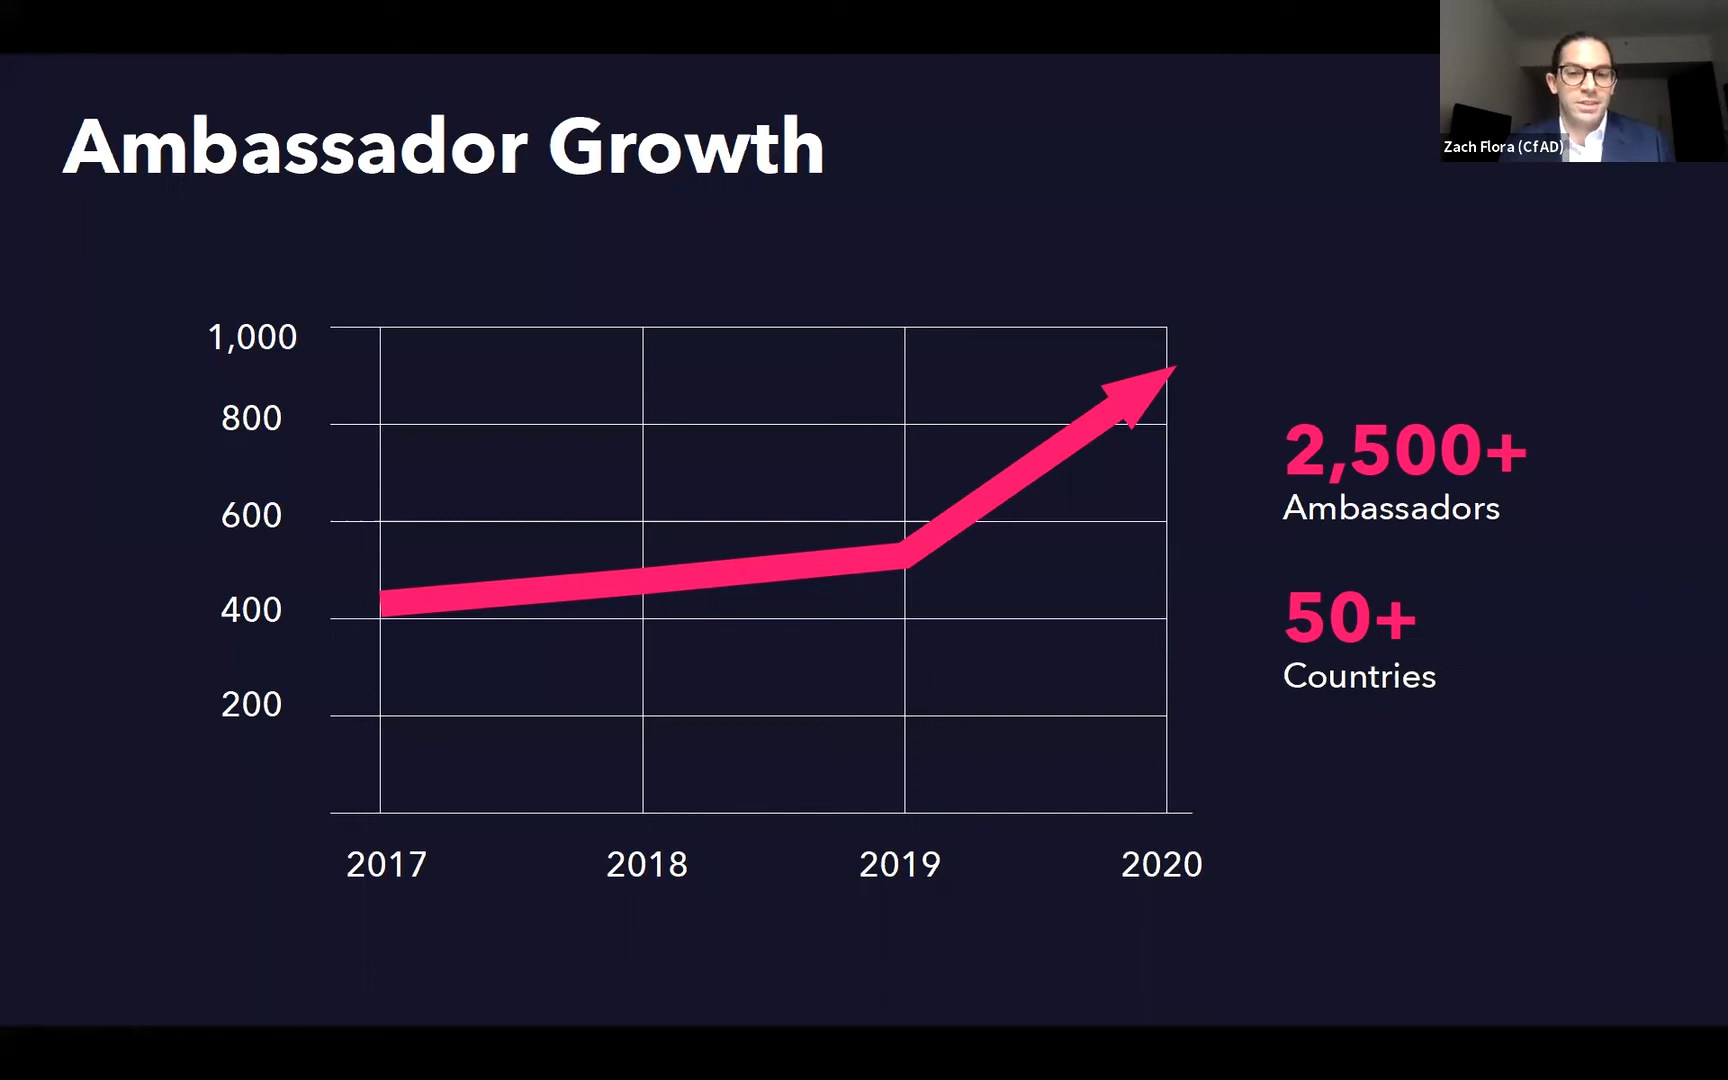 Zach Flora (CfAD)
Ambassador Growth
1,000
800
600
400
200
2017 2018 2019 2020
2,500+
Ambassadors
50+
Countries